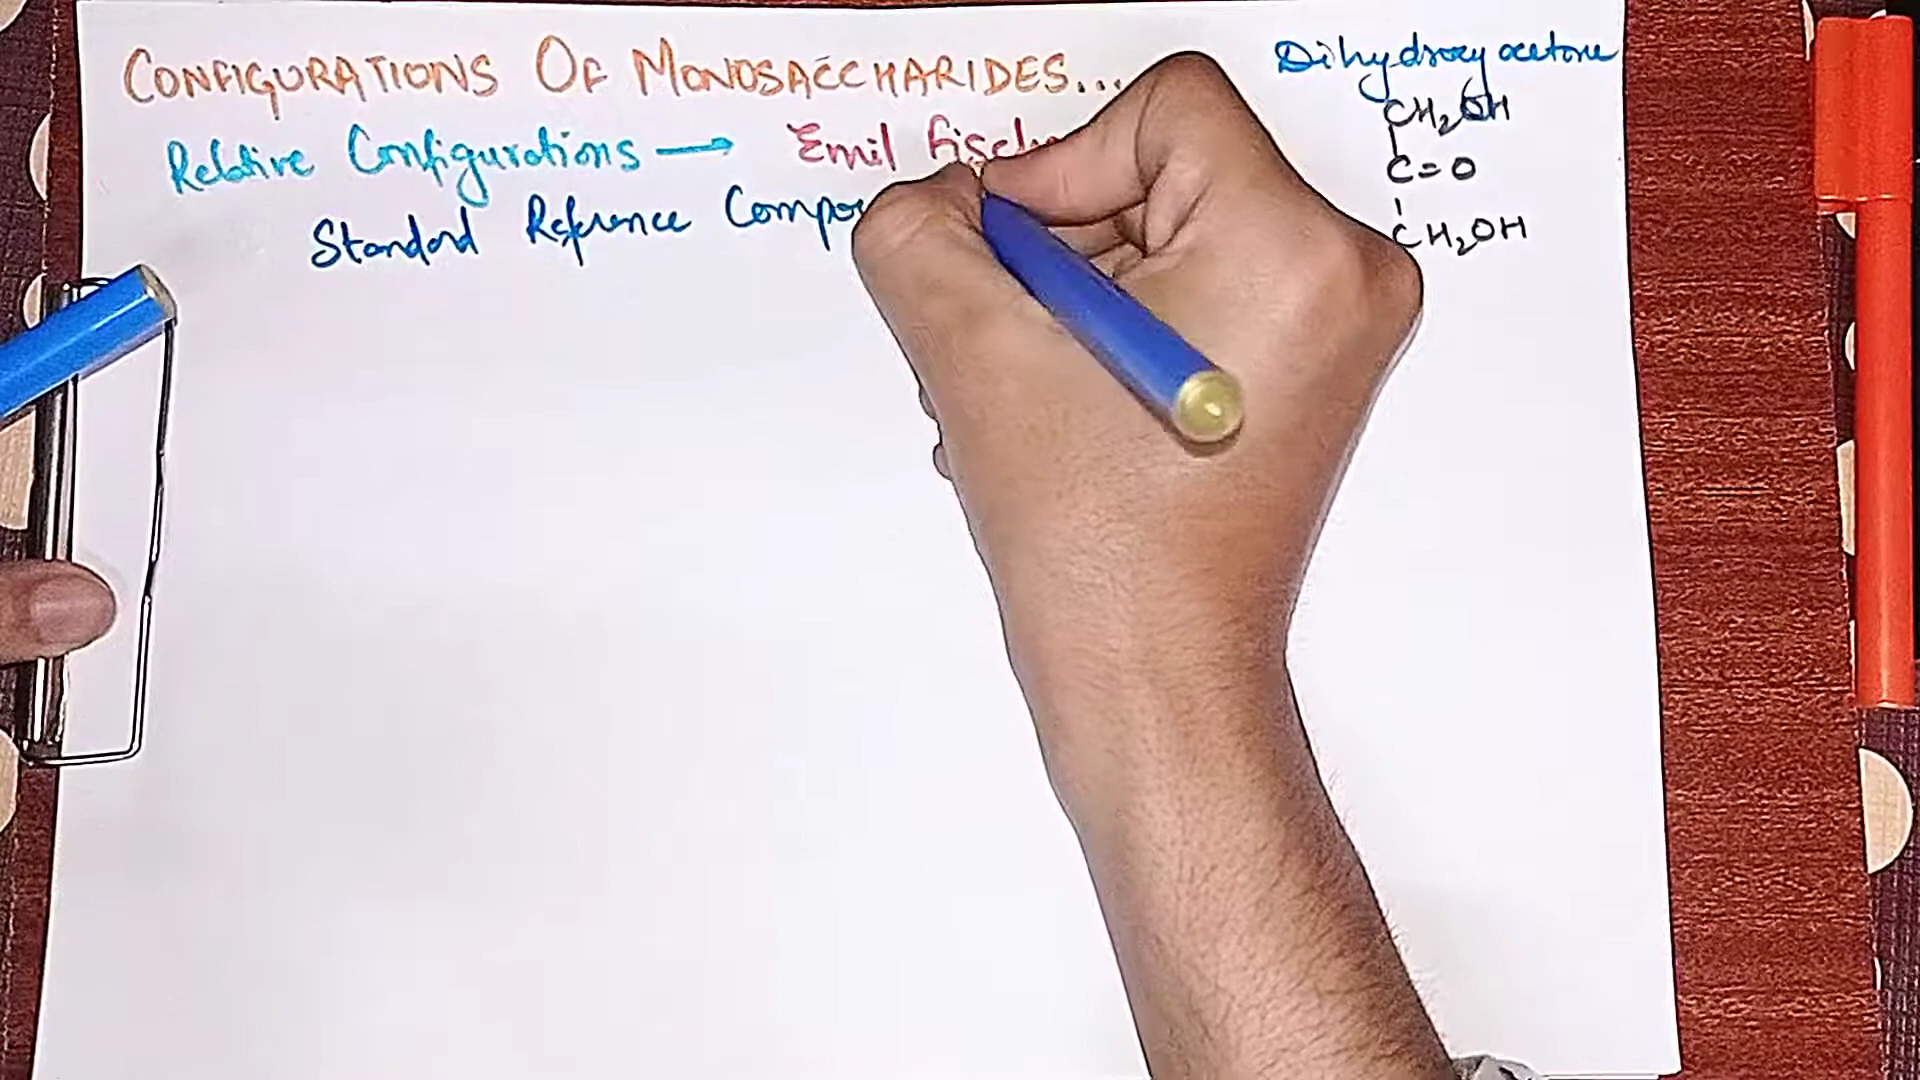 CONFIGURATIONS OF MONOSACCHARIDES...
Relative Configurations → Emil
Standard Reference
Dihydroxy acetone
CH₂OH
C=O
CH₂OH